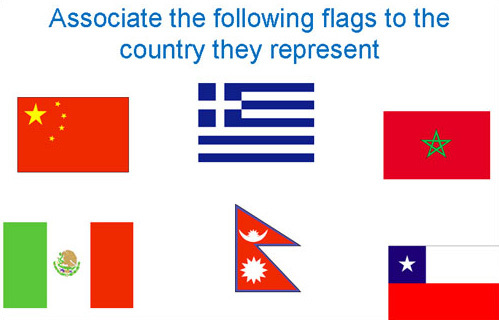 Associate the following flags to the
country they represent